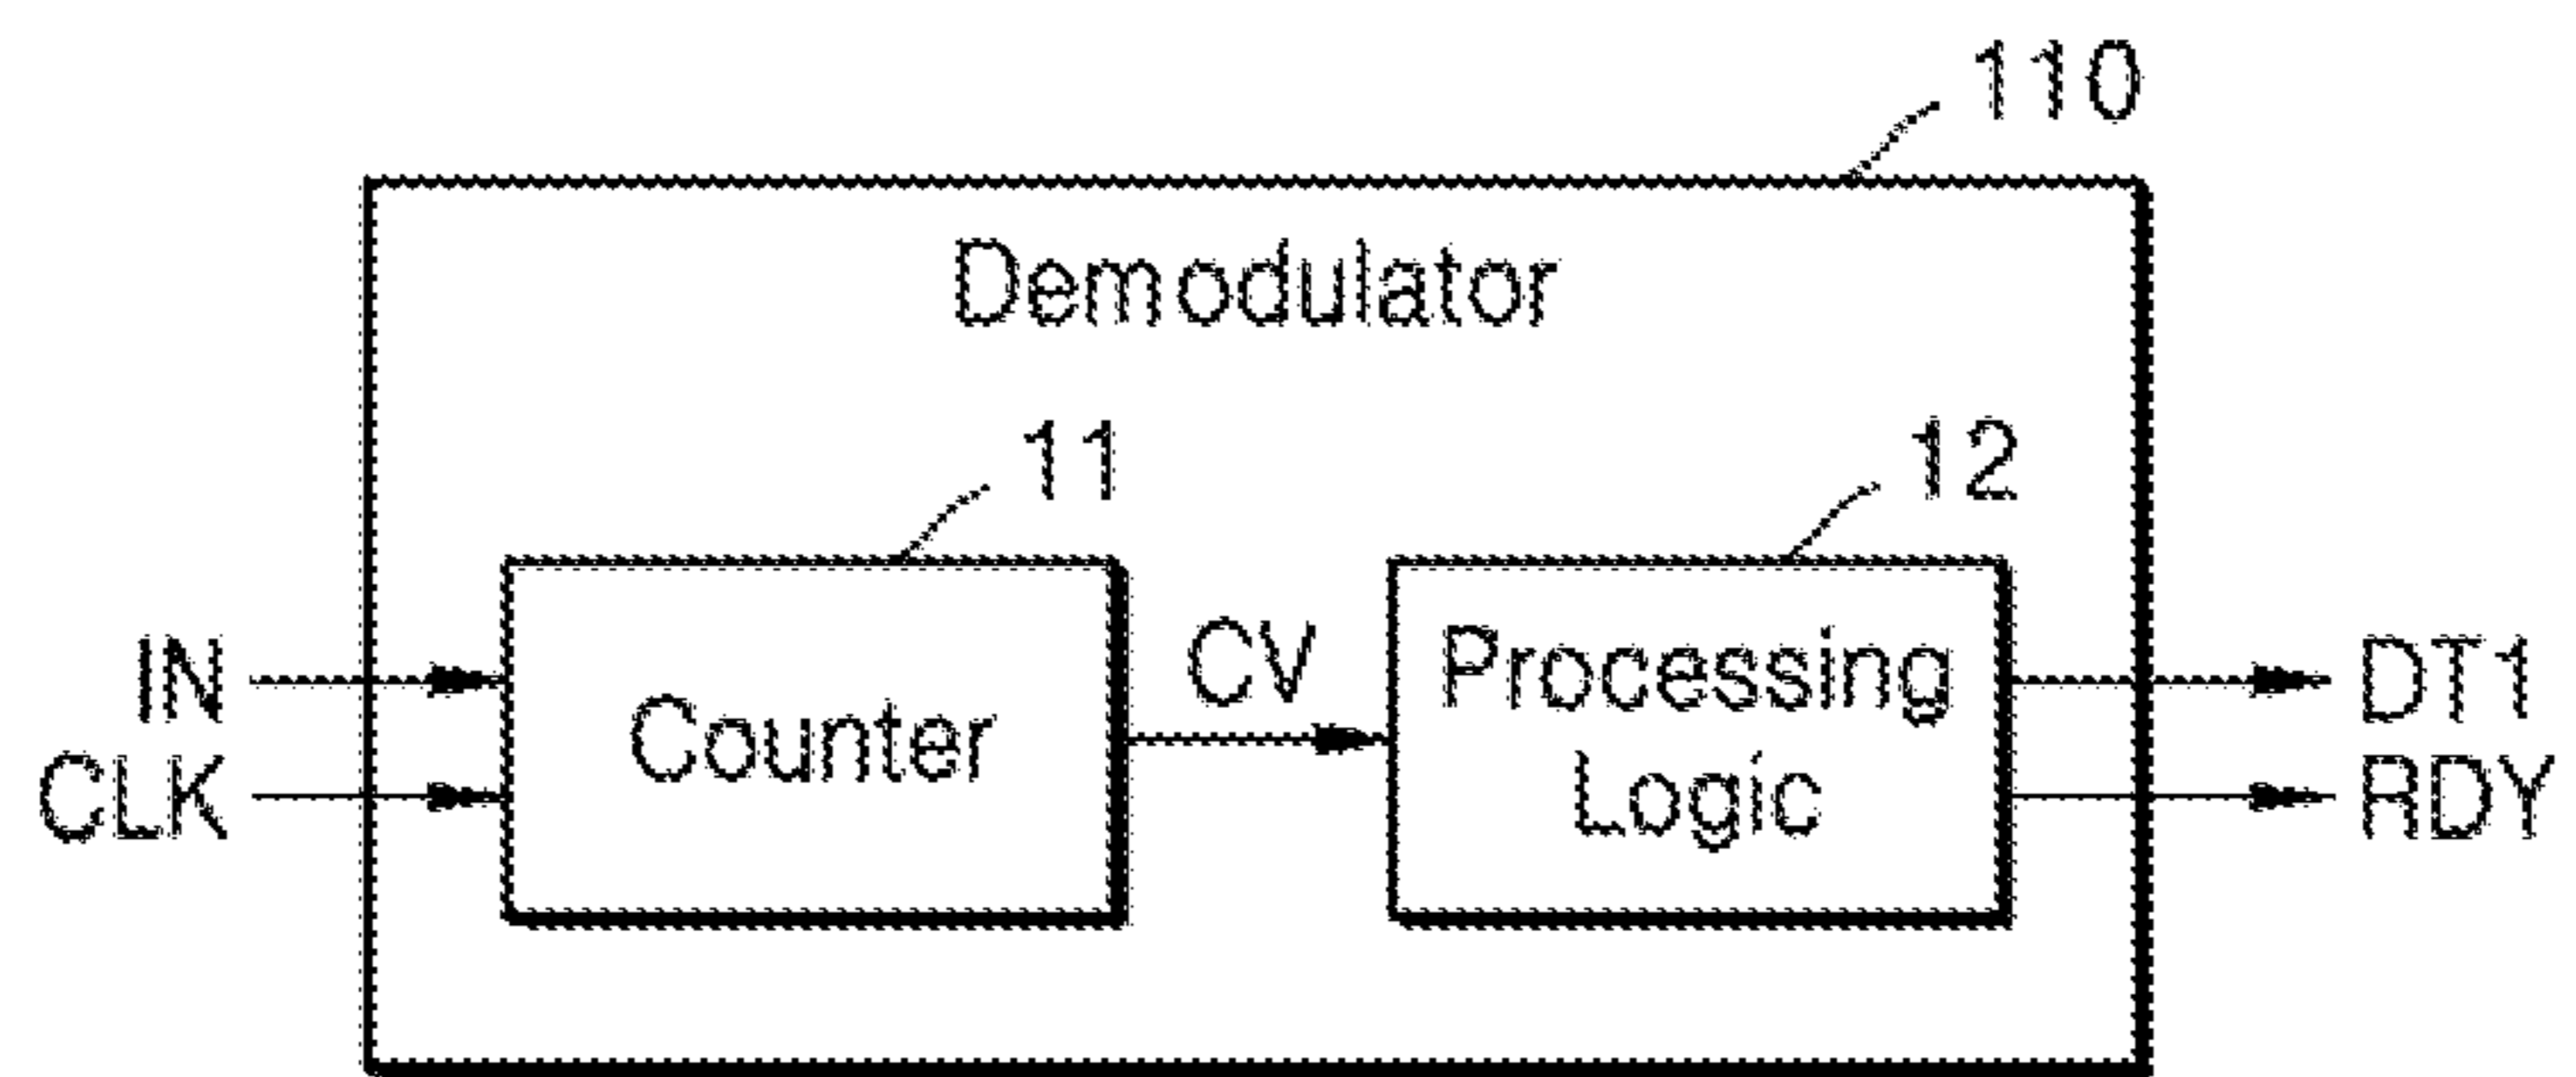 110
Demodulator
11
12
IN
CLK
Counter
CV
Processing
Logic
DT1
RDY